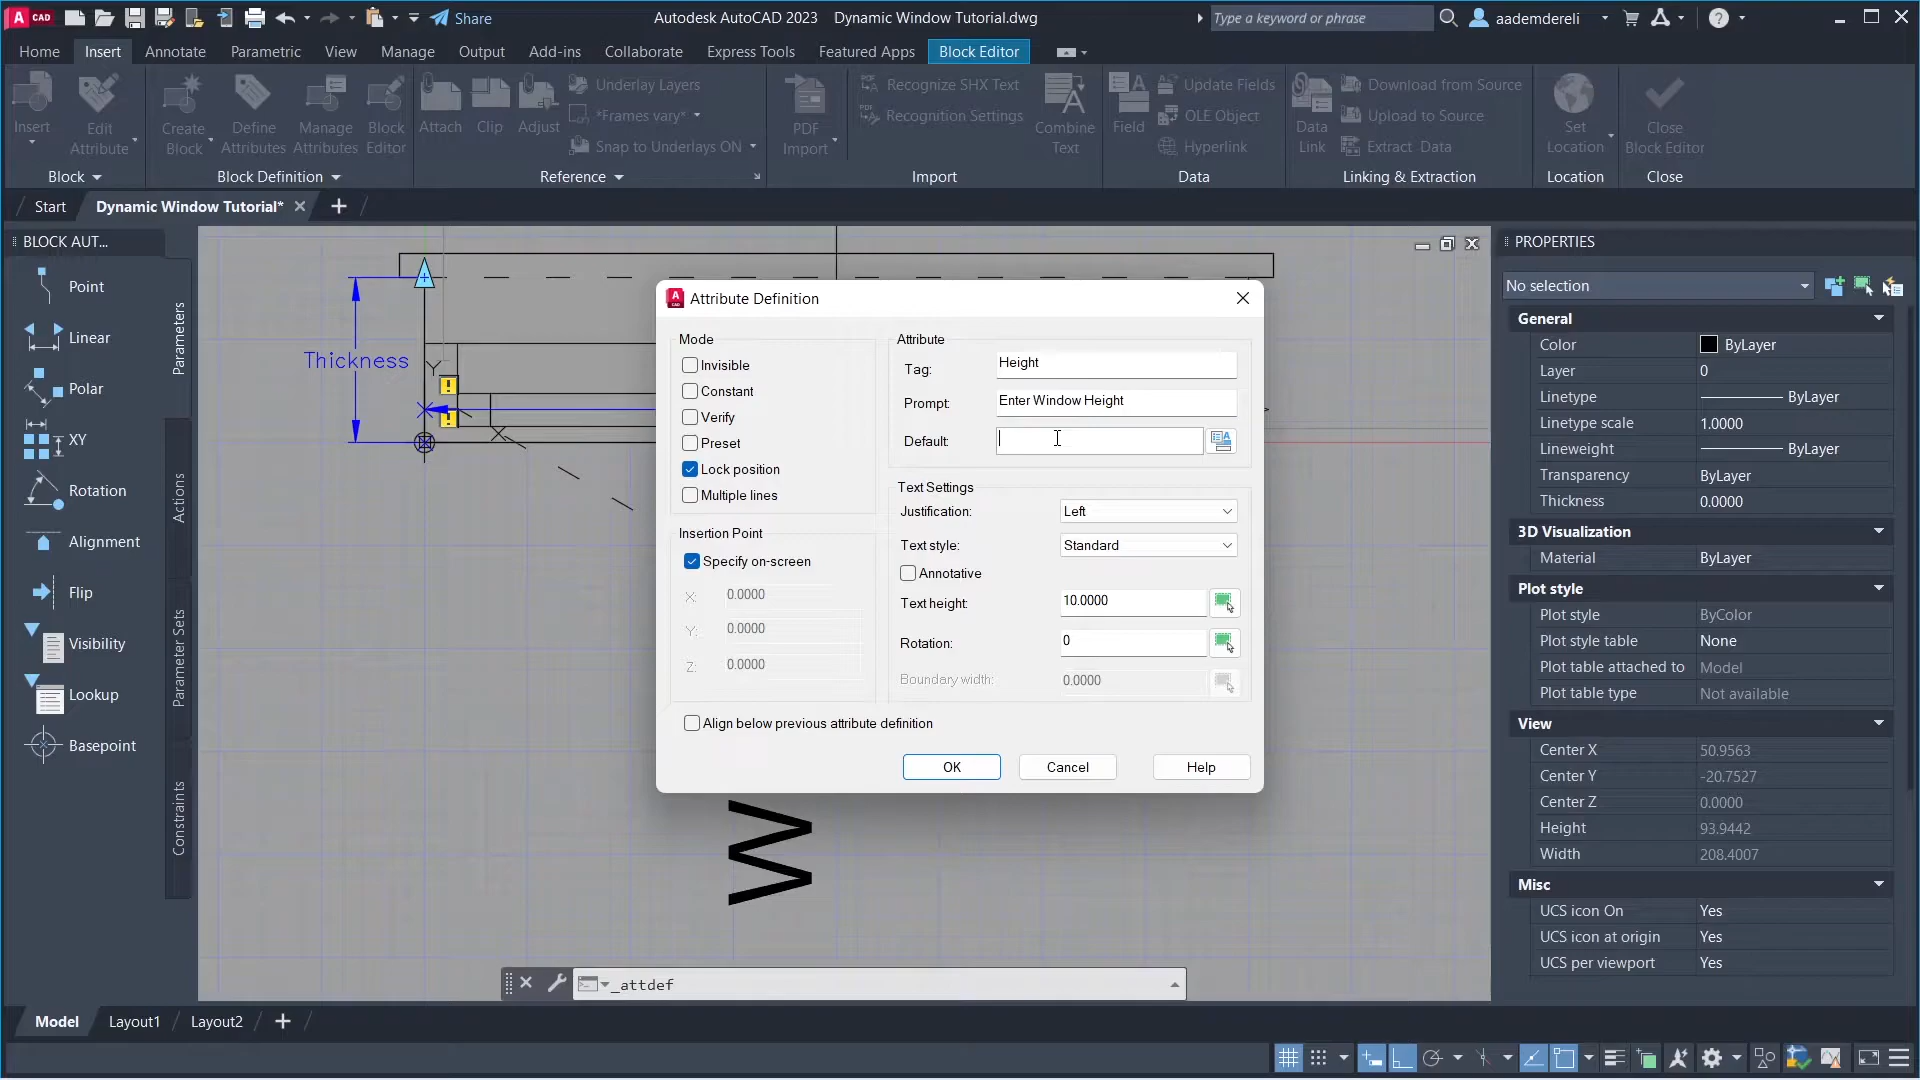 A CAD
Share
Autodesk AutoCAD 2023 Dynamic Window Tutorial.dwg
Type a keyword or phrase
aademdereli
Home Insert Annotate Parametric View Manage Output Add-ins Collaborate Express Tools Featured Apps Block Editor
Insert
Edit Attribute
Block
Create Block
Define Attributes
Manage Attributes
Block Editor
Block Definition
Attach
Clip
Adjust
Underlay Layers
*Frames vary*
Snap to Underlays ON
Reference
PDF Import
Recognize SHX Text
Recognition Settings
Combine Text
Import
Field
Update Fields
OLE Object
Hyperlink
Data
Data Link
Download from Source
Upload to Source
Extract Data
Linking & Extraction
Set Location
Location
Close Block Editor
Close
Start
Dynamic Window Tutorial*
BLOCK AUT...
Point
Linear
Polar
XY
Rotation
Alignment
Flip
Visibility
Lookup
Basepoint
Parameters
Actions
Parameter Sets
Constraints
Thickness
Y
W
Attribute Definition
Mode
Invisible
Constant
Verify
Preset
Lock position
Multiple lines
Insertion Point
Specify on-screen
X: 0.0000
Y: 0.0000
Z: 0.0000
Attribute
Tag: Height
Prompt: Enter Window Height
Default:
Text Settings
Justification: Left
Text style: Standard
Annotative
Text height: 10.0000
Rotation: 0
Boundary width: 0.0000
Align below previous attribute definition
OK Cancel Help
_attdef
PROPERTIES
No selection
General
Color ByLayer
Layer 0
Linetype ByLayer
Linetype scale 1.0000
Lineweight ByLayer
Transparency ByLayer
Thickness 0.0000
3D Visualization
Material ByLayer
Plot style
Plot style ByColor
Plot style table None
Plot table attached to Model
Plot table type Not available
View
Center X 50.9563
Center Y -20.7527
Center Z 0.0000
Height 93.9442
Width 208.4007
Misc
UCS icon On Yes
UCS icon at origin Yes
UCS per viewport Yes
Model Layout1 Layout2